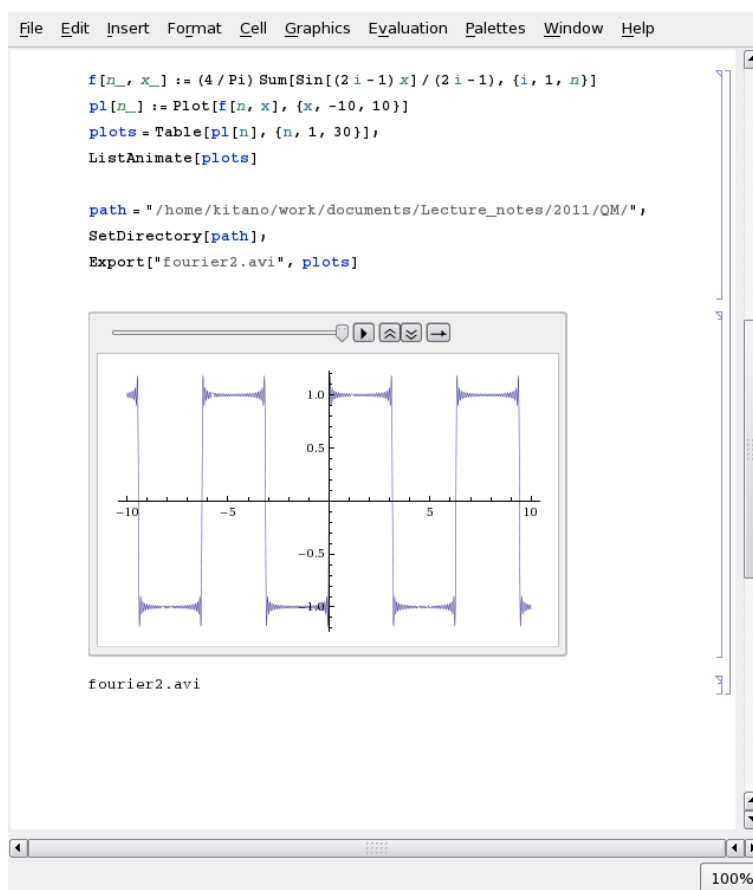 File Edit Insert Format Cell Graphics Evaluation Palettes Window Help
f[n_, x_] := (4 / Pi) Sum[Sin[(2 i - 1) x] / (2 i - 1), {i, 1, n}]
pl[n_] := Plot[f[n, x], {x, -10, 10}]
plots = Table[pl[n], {n, 1, 30}];
ListAnimate[plots]
path = "/home/kitano/work/documents/Lecture_notes/2011/QM/";
SetDirectory[path];
Export["fourier2.avi", plots]
1.0
0.5
-10 -5 5 10
-0.5
-1.0
fourier2.avi
100%